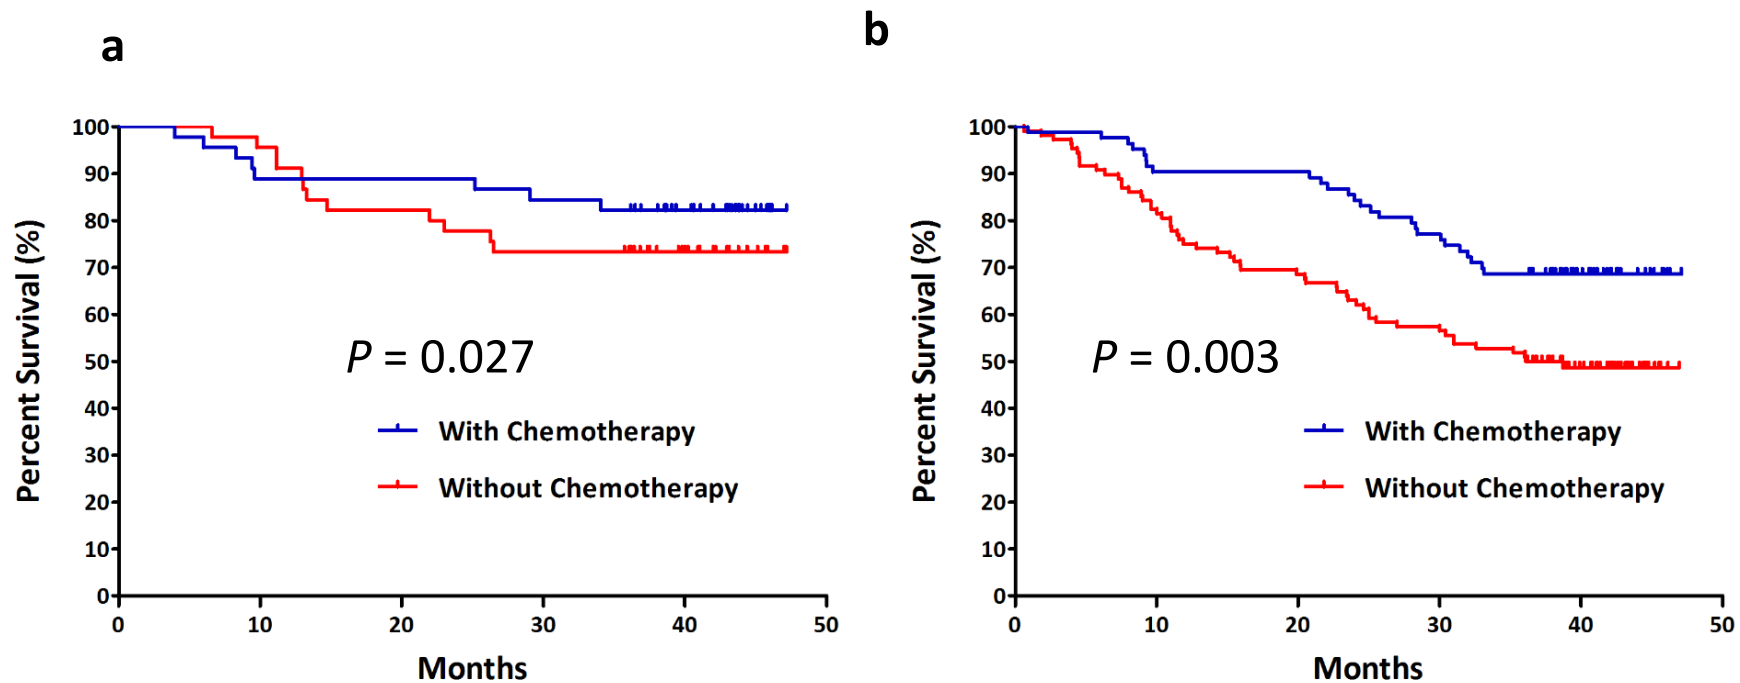 a
Percent Survival (%)
100
90
80
70
60
50
40
30
20
10
0
P = 0.027
With Chemotherapy
Without Chemotherapy
0 10 20 30 40 50
Months
b
Percent Survival (%)
100
90
80
70
60
50
40
30
20
10
0
P = 0.003
With Chemotherapy
Without Chemotherapy
0 10 20 30 40 50
Months